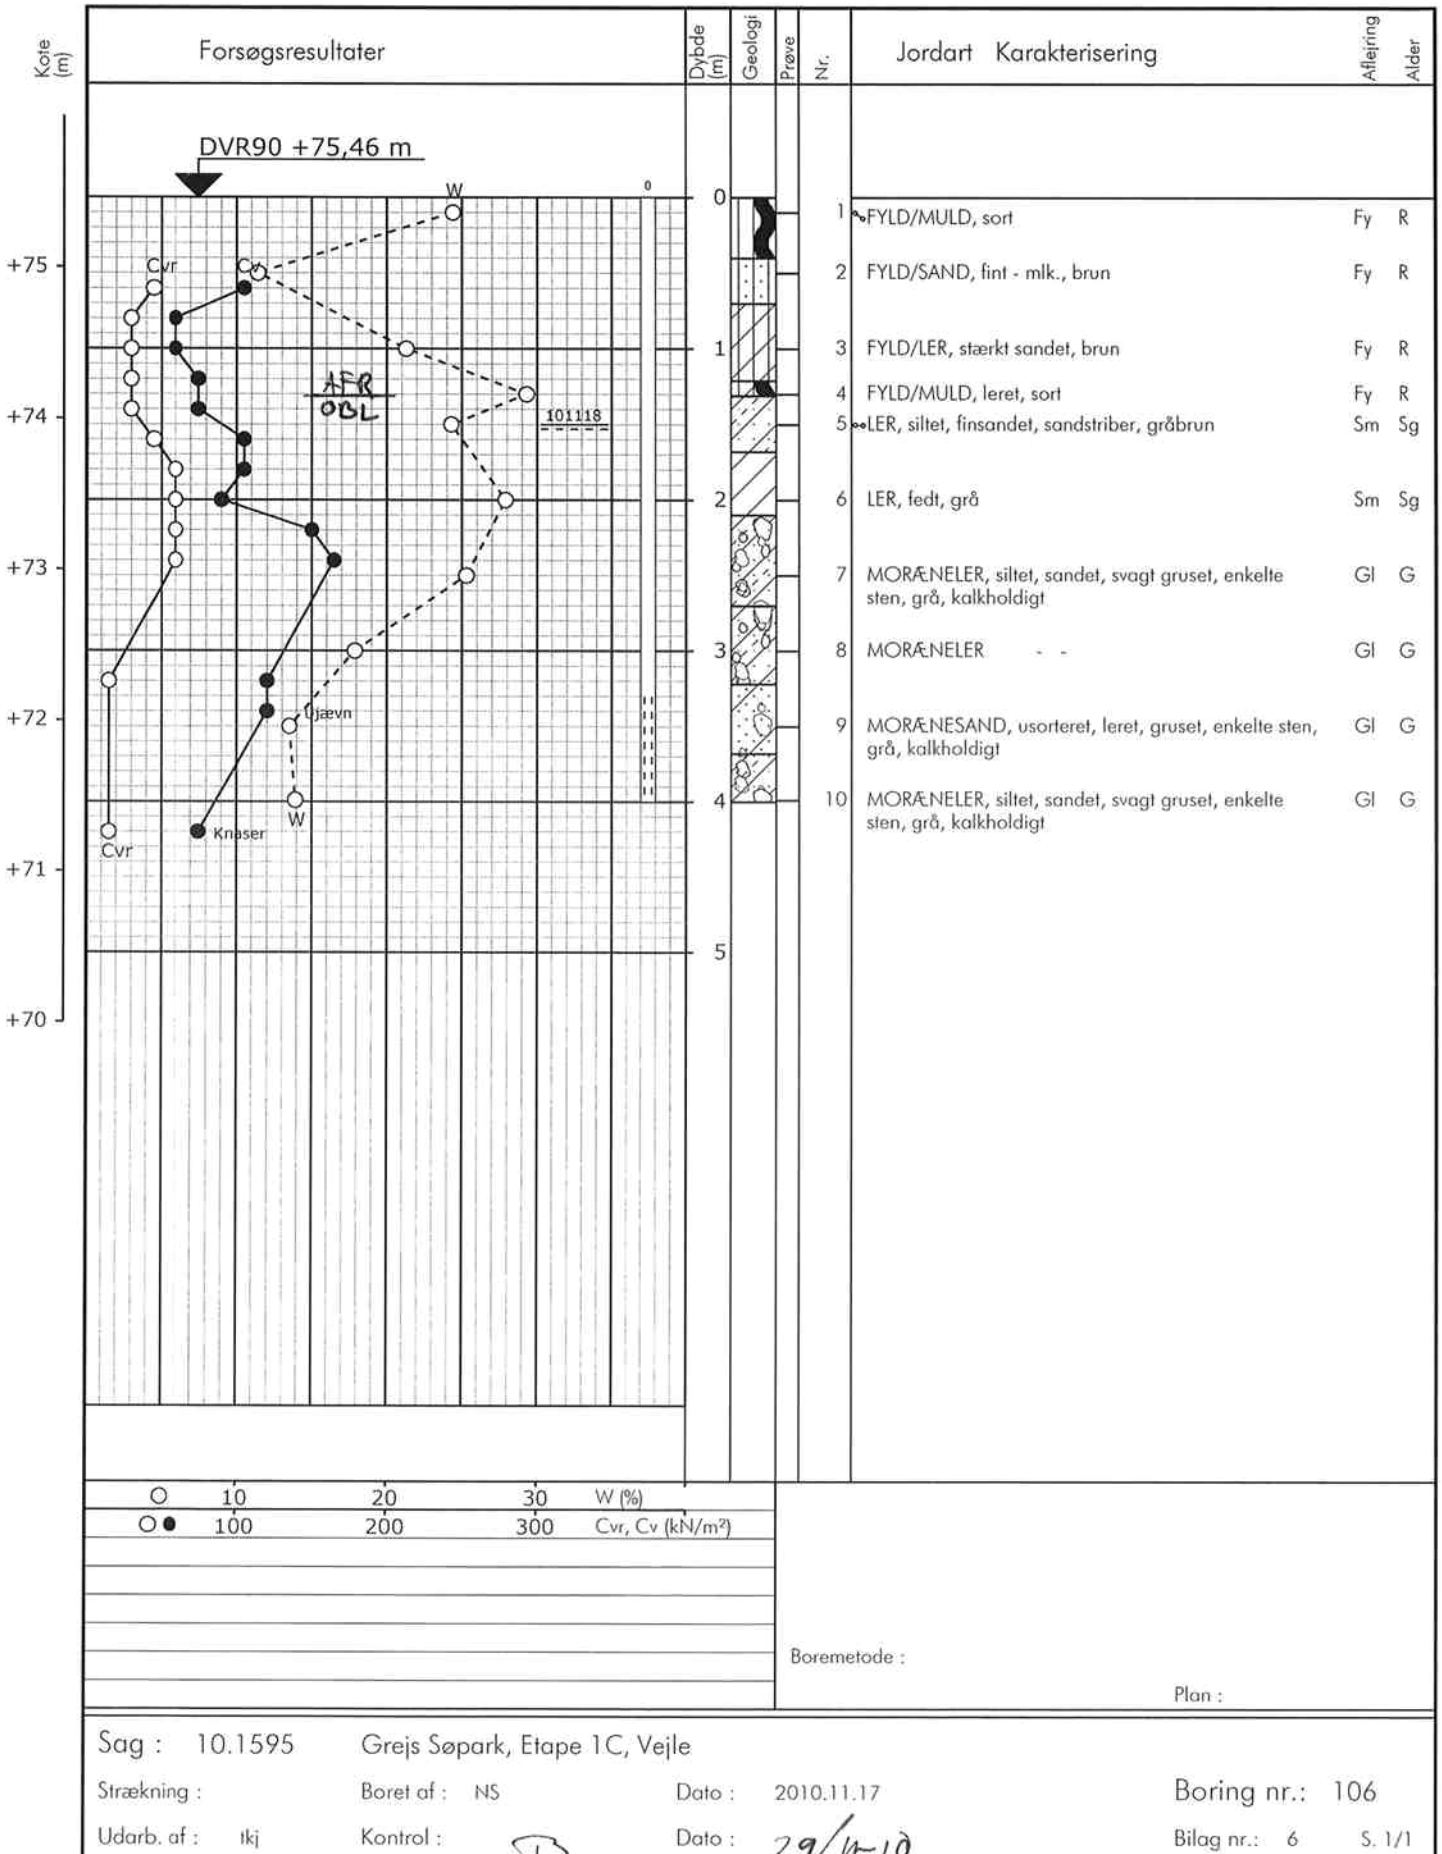 Kote (m)
Forsøgsresultater
Dybde (m)
Geologi
Prøve
Nr.
Jordart Karakterisering
Aflejring
Alder
DVR90 +75,46 m
W
0
0
1 FYLD/MULD, sort Fy R
+75
Cvr
Cv
2 FYLD/SAND, fint - mlk., brun Fy R
1
3 FYLD/LER, stærkt sandet, brun Fy R
AFR
OBL
4 FYLD/MULD, leret, sort Fy R
+74
101118
5 LER, siltet, finsandet, sandstriber, gråbrun Sm Sg
2
6 LER, fedt, grå Sm Sg
+73
7 MORÆNELER, siltet, sandet, svagt gruset, enkelte Gl G
sten, grå, kalkholdigt
3
8 MORÆNELER - - Gl G
+72
Ujævn
9 MORÆNESAND, usorteret, leret, gruset, enkelte sten, Gl G
grå, kalkholdigt
4
W
10 MORÆNELER, siltet, sandet, svagt gruset, enkelte Gl G
sten, grå, kalkholdigt
Knaser
Cvr
+71
5
+70
10 20 30 W (%)
100 200 300 Cvr, Cv (kN/m²)
Boremetode :
Plan :
Sag : 10.1595 Grejs Søpark, Etape 1C, Vejle
Strækning : Boret af : NS Dato : 2010.11.17 Boring nr.: 106
Udarb. af : tkj Kontrol : Dato : Bilag nr.: 6 S. 1/1